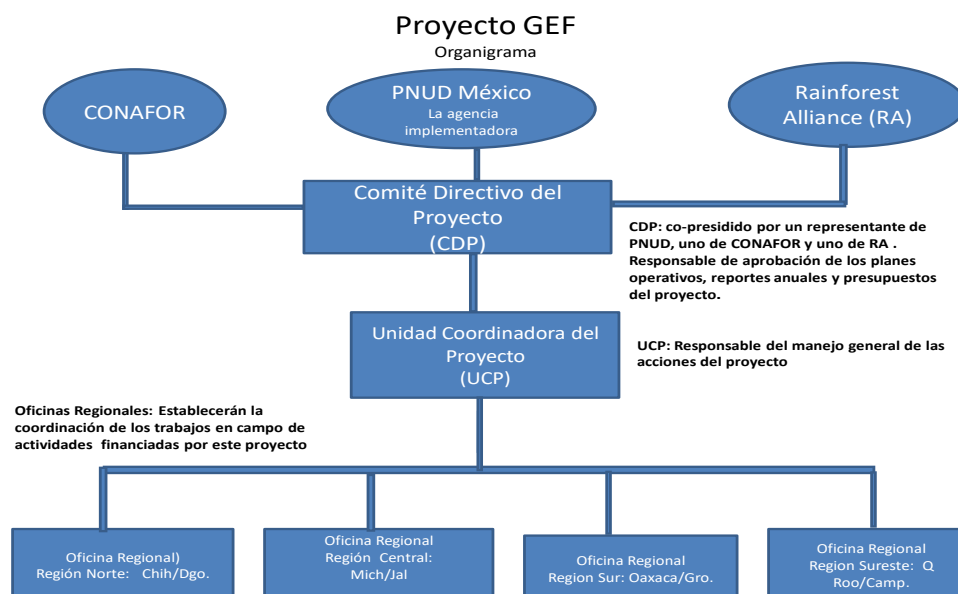 Proyecto GEF
Organigrama
CONAFOR
PNUD México
La agencia
implementadora
Rainforest
Alliance (RA)
Comité Directivo del
Proyecto
(CDP)
CDP: co-presidido por un representante de
PNUD, uno de CONAFOR y uno de RA .
Responsable de aprobación de los planes
operativos, reportes anuales y presupuestos
del proyecto.
Unidad Coordinadora del
Proyecto
(UCP)
UCP: Responsable del manejo general de las
acciones del proyecto
Oficinas Regionales: Establecerán la
coordinación de los trabajos en campo de
actividades financiadas por este proyecto
Oficina Regional)
Región Norte: Chih/Dgo.
Oficina Regional
Región Central:
Mich/Jal
Oficina Regional
Region Sur: Oaxaca/Gro.
Oficina Regional
Region Sureste: Q
Roo/Camp.